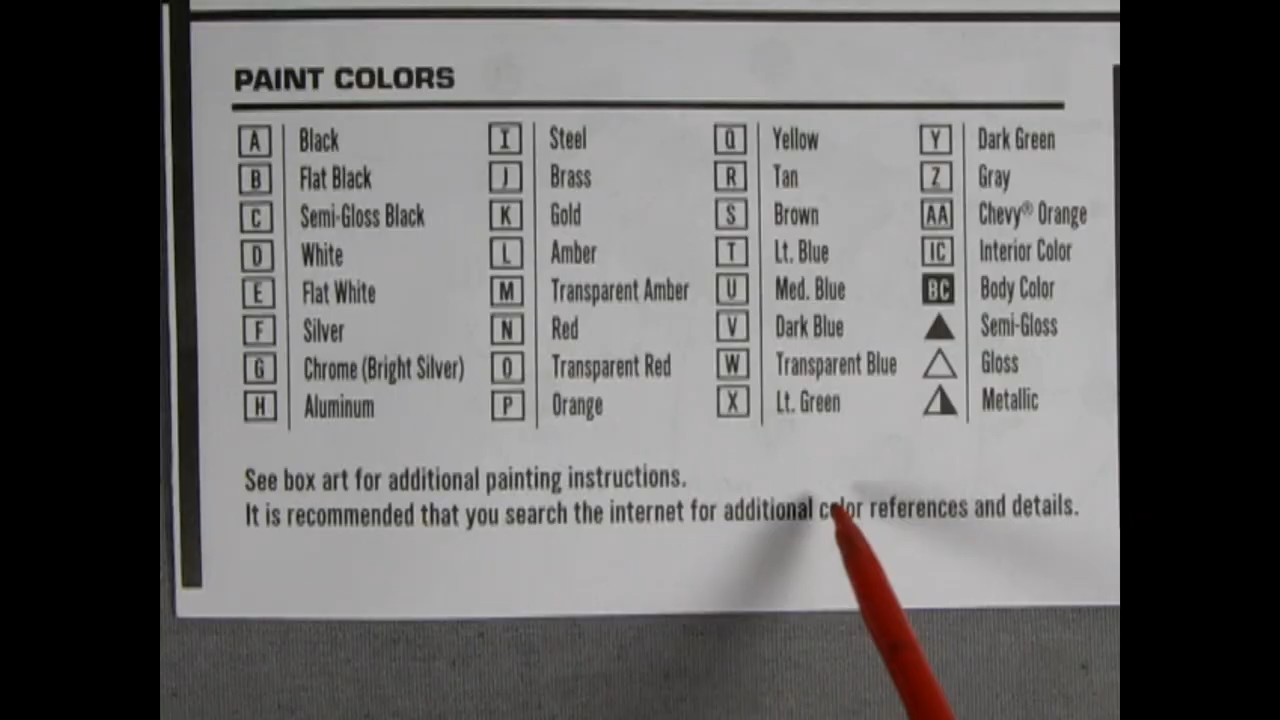 PAINT COLORS
A Black
B Flat Black
C Semi-Gloss Black
D White
E Flat White
F Silver
G Chrome (Bright Silver)
H Aluminum
I Steel
J Brass
K Gold
L Amber
M Transparent Amber
N Red
O Transparent Red
P Orange
Q Yellow
R Tan
S Brown
T Lt. Blue
U Med. Blue
V Dark Blue
W Transparent Blue
X Lt. Green
Y Dark Green
Z Gray
AA Chevy® Orange
IC Interior Color
BC Body Color
Semi-Gloss
Gloss
Metallic
See box art for additional painting instructions.
It is recommended that you search the internet for additional color references and details.